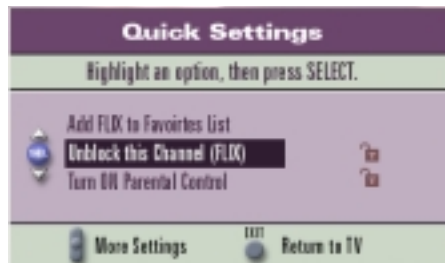 Quick Settings
Highlight an option, then press SELECT.
Add FLIX to Favoirtes List
Unblock this Channel (FLIX)
Turn ON Parental Control
EXIT
More Settings Return to TV